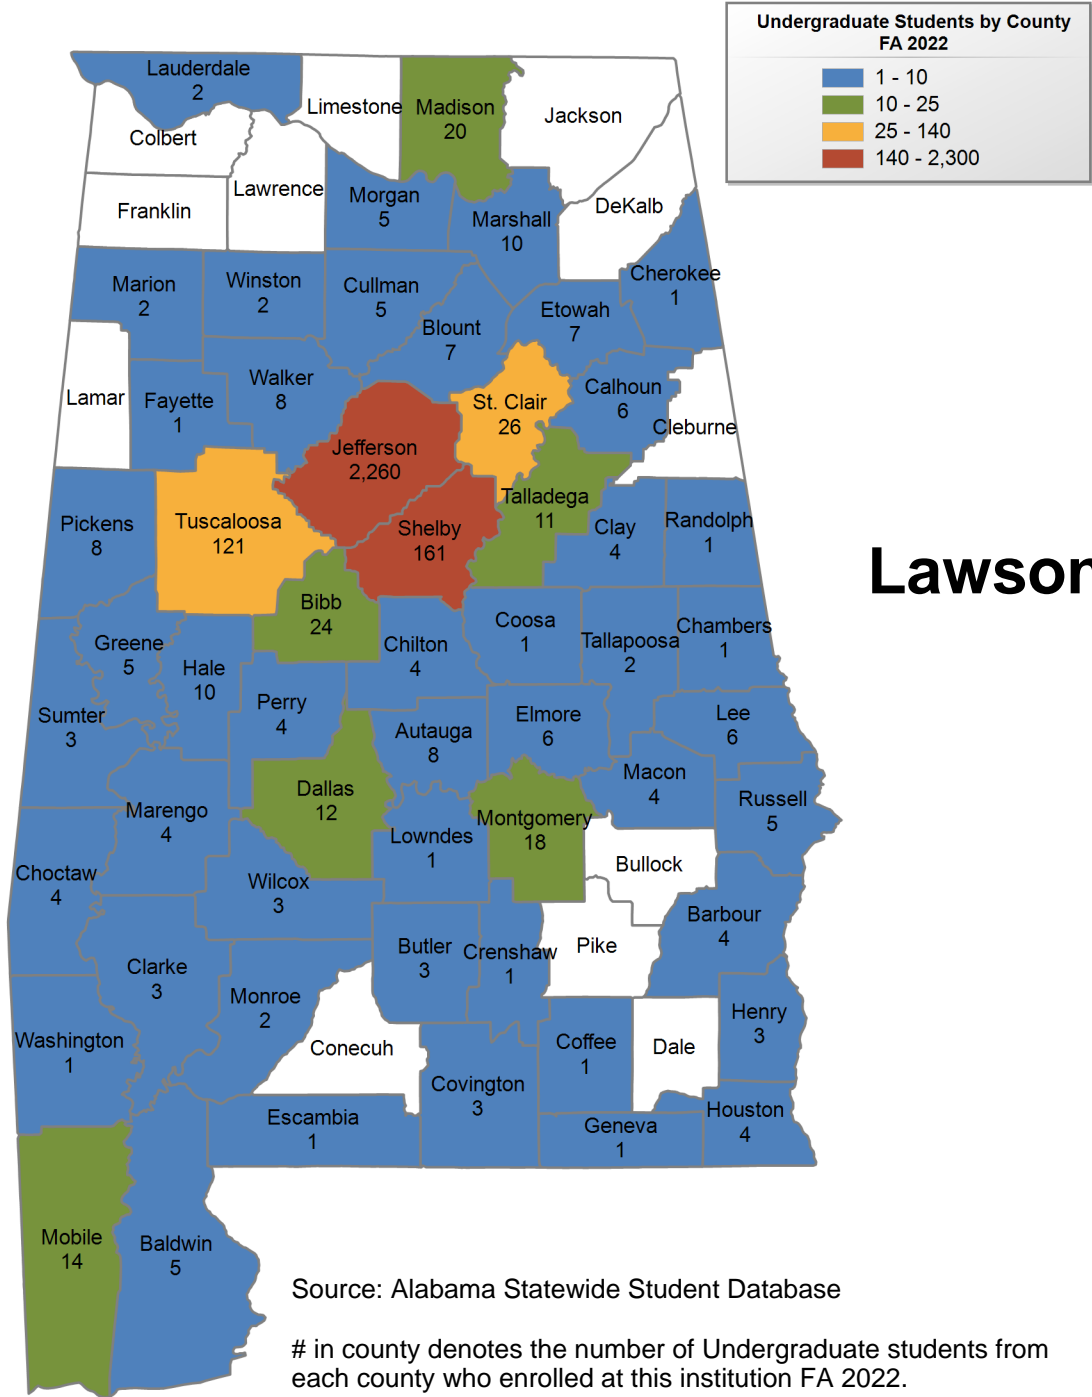 Undergraduate Students by County
FA 2022
1 - 10
10 - 25
25 - 140
140 - 2,300
Lauderdale
2
Limestone
Madison
20
Jackson
Colbert
Lawrence
Franklin
Morgan
5
Marshall
10
DeKalb
Cherokee
1
Marion
2
Winston
2
Cullman
5
Blount
7
Etowah
7
Lamar
Fayette
1
Walker
8
St. Clair
26
Calhoun
6
Cleburne
Jefferson
2,260
Pickens
8
Tuscaloosa
121
Shelby
161
Talladega
11
Clay
4
Randolph
1
Lawson
Greene
5
Hale
10
Bibb
24
Chilton
4
Coosa
1
Tallapoosa
2
Chambers
1
Sumter
3
Perry
4
Autauga
8
Elmore
6
Lee
6
Marengo
4
Dallas
12
Lowndes
1
Montgomery
18
Macon
4
Russell
5
Bullock
Choctaw
4
Wilcox
3
Clarke
3
Monroe
2
Butler
3
Crenshaw
1
Pike
Barbour
4
Washington
1
Conecuh
Covington
3
Coffee
1
Dale
Henry
3
Escambia
1
Geneva
1
Houston
4
Mobile
14
Baldwin
5
Source: Alabama Statewide Student Database
# in county denotes the number of Undergraduate students from
each county who enrolled at this institution FA 2022.